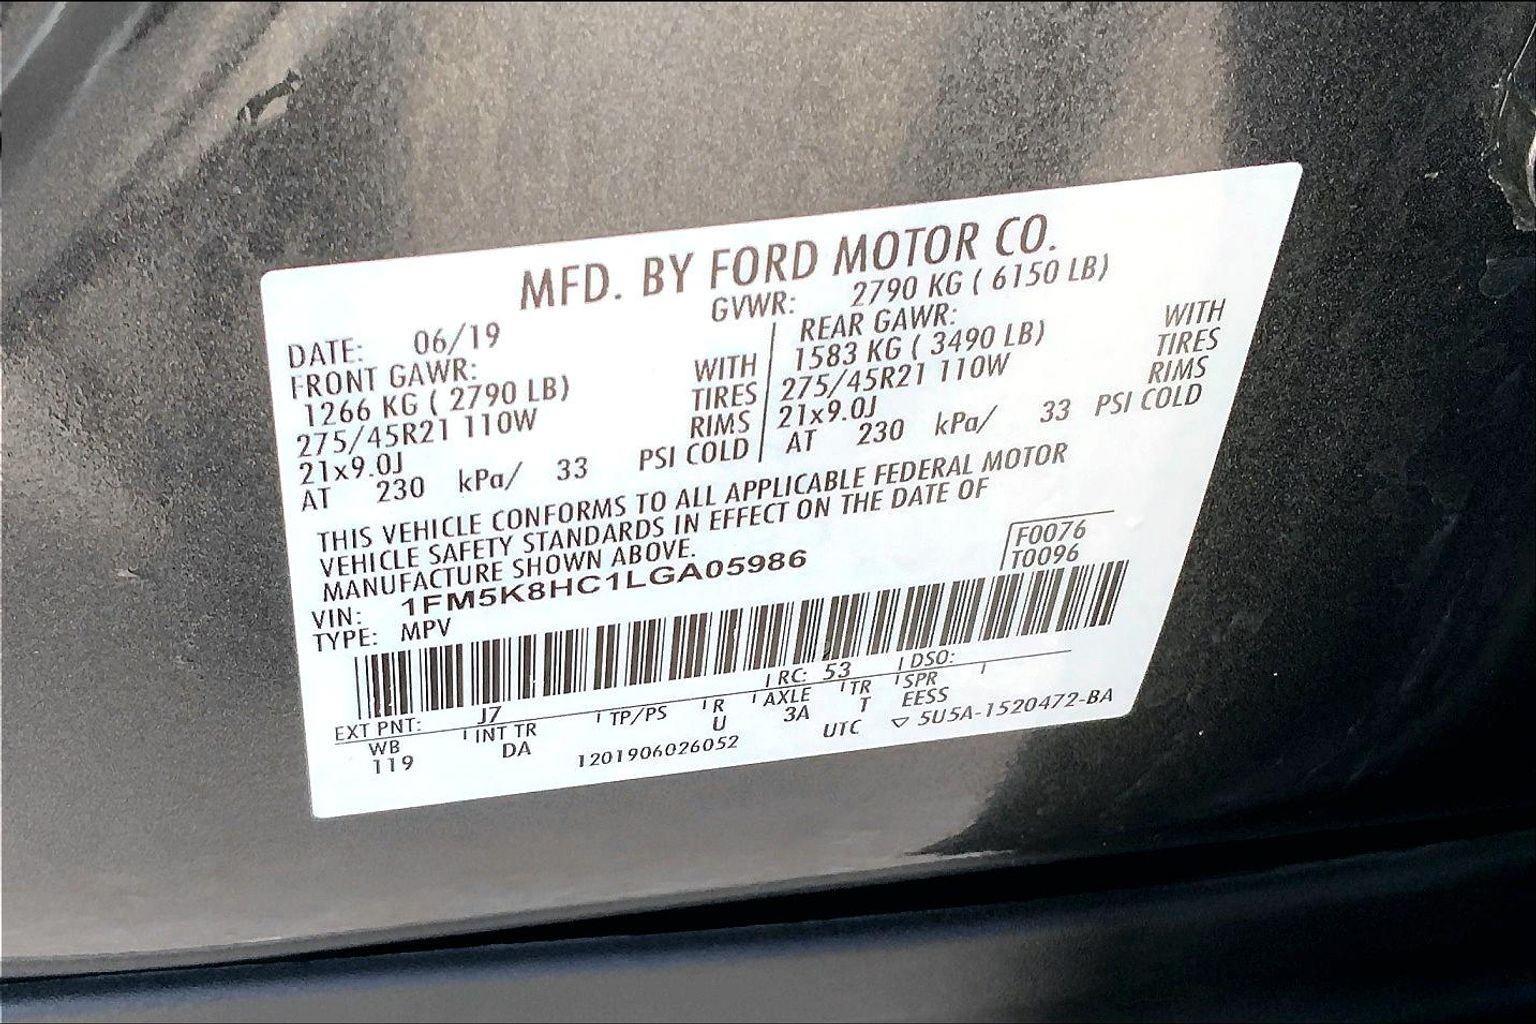 MFD. BY FORD MOTOR CO.
DATE: 06/19 GVWR: 2790 KG ( 6150 LB)
FRONT GAWR: WITH
1266 KG ( 2790 LB) TIRES
275/45R21 110W RIMS
21x9.0J PSI COLD
AT 230 kPa/ 33
REAR GAWR: WITH
1583 KG ( 3490 LB) TIRES
275/45R21 110W RIMS
21x9.0J
AT 230 kPa/ 33 PSI COLD
THIS VEHICLE CONFORMS TO ALL APPLICABLE FEDERAL MOTOR
VEHICLE SAFETY STANDARDS IN EFFECT ON THE DATE OF
MANUFACTURE SHOWN ABOVE.
VIN: 1FM5K8HC1LGA05986
TYPE: MPV
F0076
T0096
EXT PNT: J7 RC: 53 DSO:
WB INT TR TP/PS R AXLE TR SPR
119 DA U 3A T EESS
1201906026052 UTC ▽ 5U5A-1520472-BA